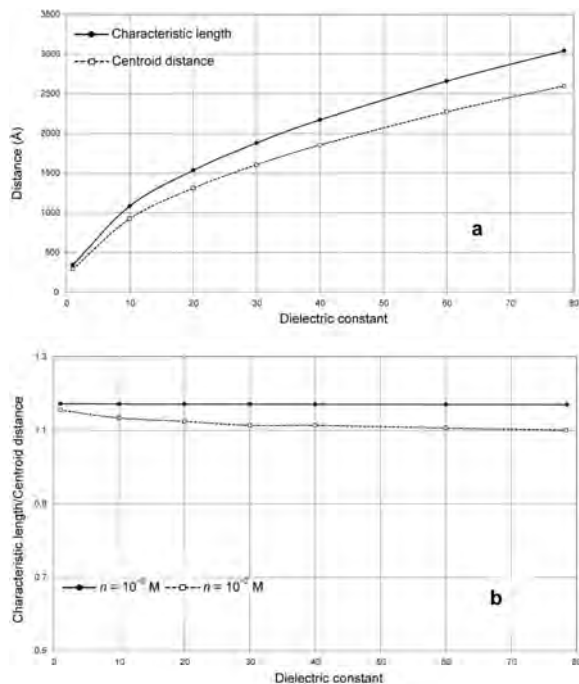 3500
Characteristic length
3000
Centroid distance
2500
2000
Distance (Å)
1500
1000
a
500
0
0 10 20 30 40 50 60 70 80
Dielectric constant
1.3
1.1
0.9
Characteristic length/Centroid distance
0.7
n = M n = M
b
0.5
0 10 20 30 40 50 60 70 80
Dielectric constant